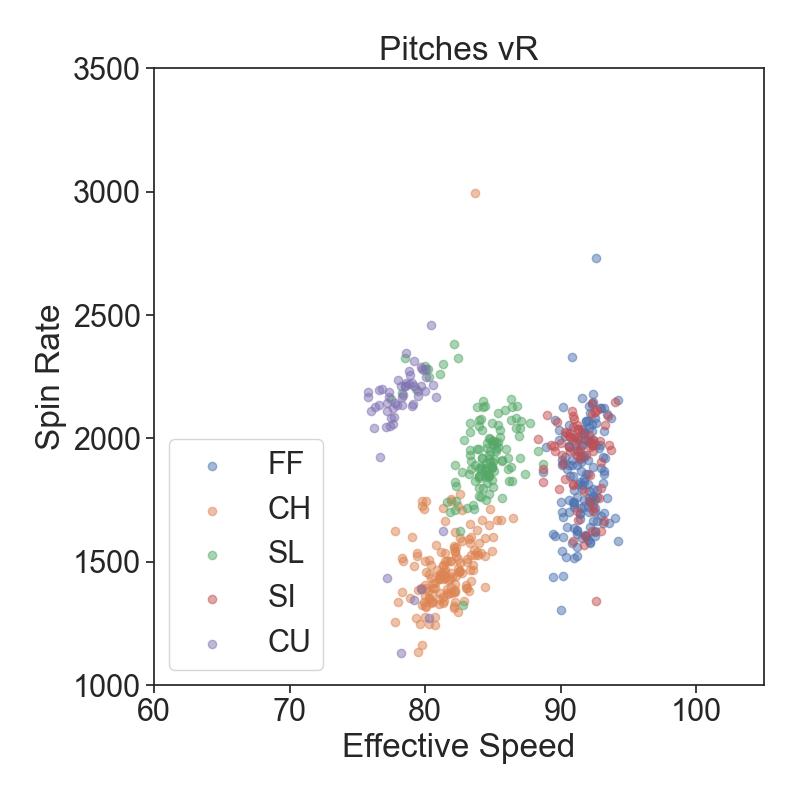 Pitches vR
3500
3000
2500
2000
1500
1000
Spin Rate
FF
CH
SL
SI
CU
60 70 80 90 100
Effective Speed